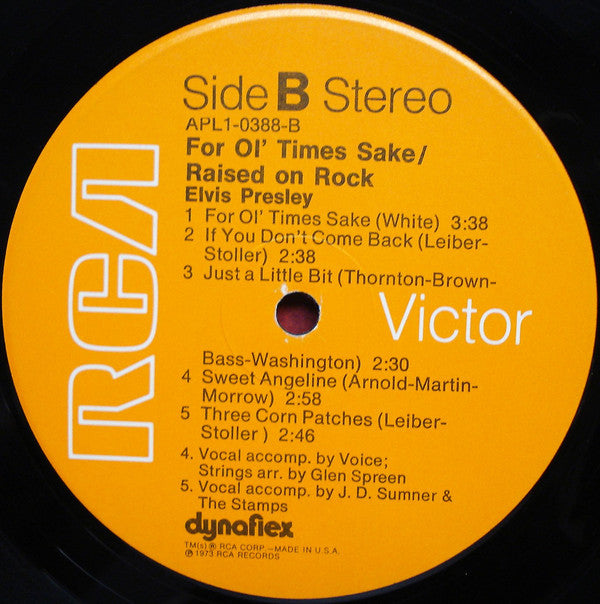 Side B Stereo
APL1-0388-B
For Ol' Times Sake/
Raised on Rock
Elvis Presley
1 For Ol' Times Sake (White) 3:38
2 If You Don't Come Back (Leiber-
Stoller) 2:38
3 Just a Little Bit (Thornton-Brown-
RCA
Victor
Bass-Washington) 2:30
4 Sweet Angeline (Arnold-Martin-
Morrow) 2:58
5 Three Corn Patches (Leiber-
Stoller ) 2:46
4. Vocal accomp. by Voice;
Strings arr. by Glen Spreen
5. Vocal accomp. by J. D. Sumner &
The Stamps
dynaflex
TM(s) ® RCA CORP.–MADE IN U.S.A.
℗ 1973 RCA RECORDS